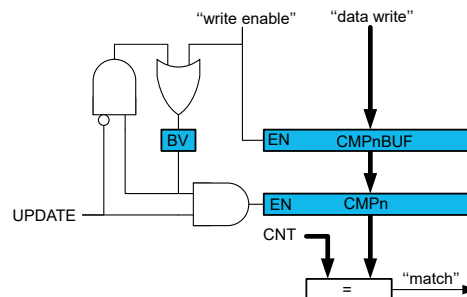 “write enable” “data write”
BV
EN CMPnBUF
EN CMPn
UPDATE
CNT
=
“match”